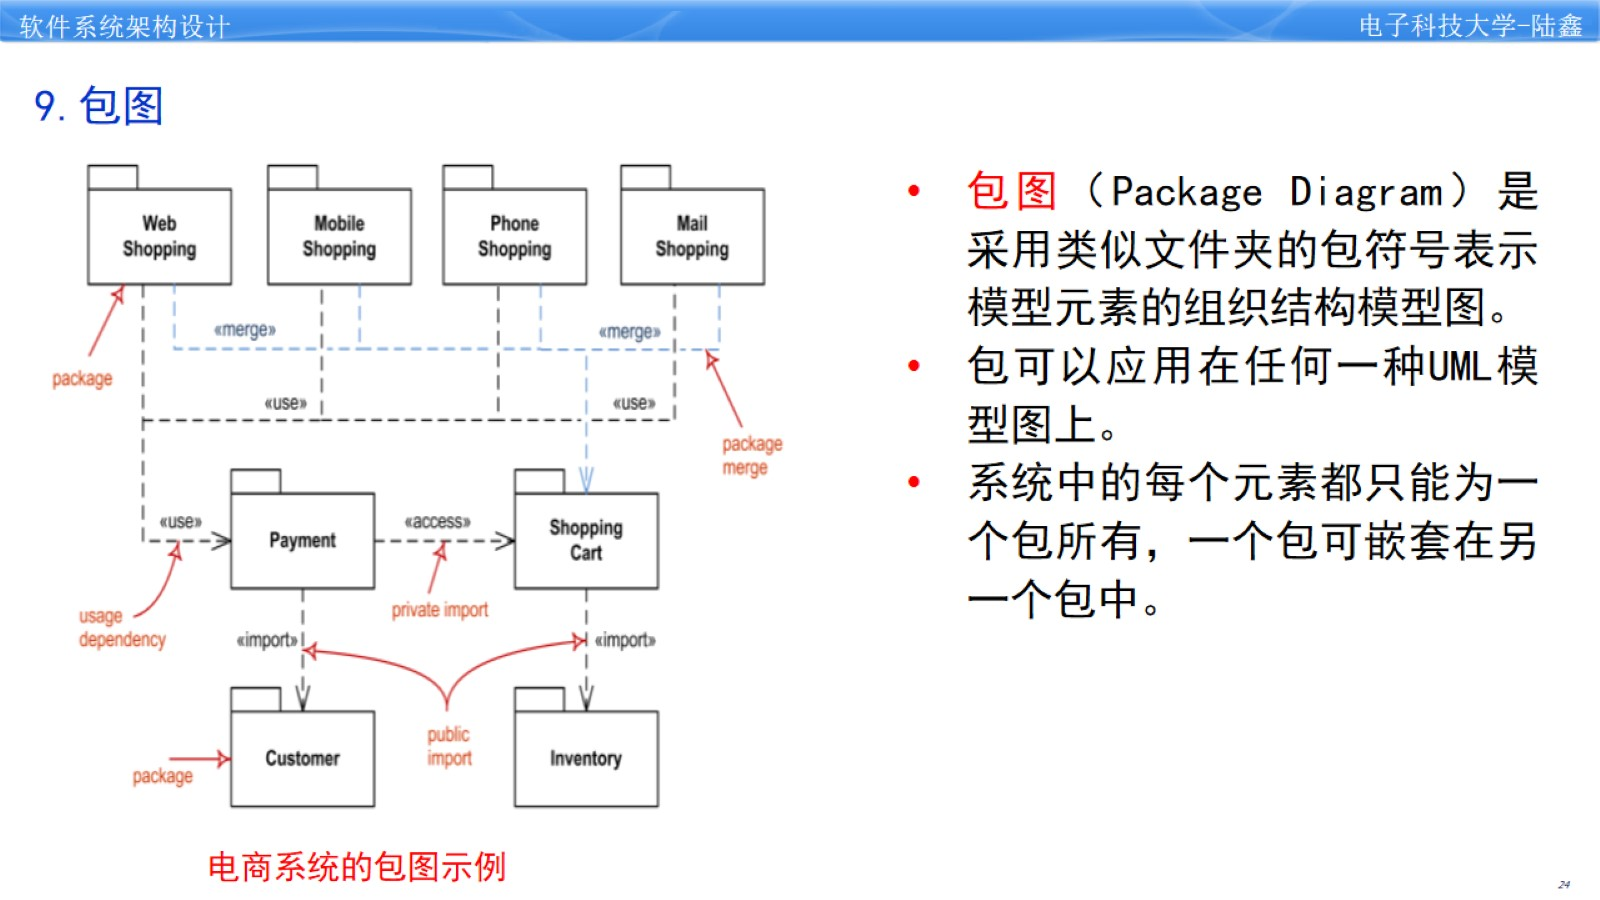 软件系统架构设计
电子科技大学-陆鑫
9.包图
Web
Shopping
Mobile
Shopping
Phone
Shopping
Mail
Shopping
«merge»
«merge»
package
«use»
«use»
package
merge
«use»
Payment
«access»
Shopping
Cart
usage
dependency
private import
«import»
«import»
public
import
Customer
Inventory
package
电商系统的包图示例
• 包图（Package Diagram）是
采用类似文件夹的包符号表示
模型元素的组织结构模型图。
• 包可以应用在任何一种UML模
型图上。
• 系统中的每个元素都只能为一
个包所有，一个包可嵌套在另
一个包中。
24